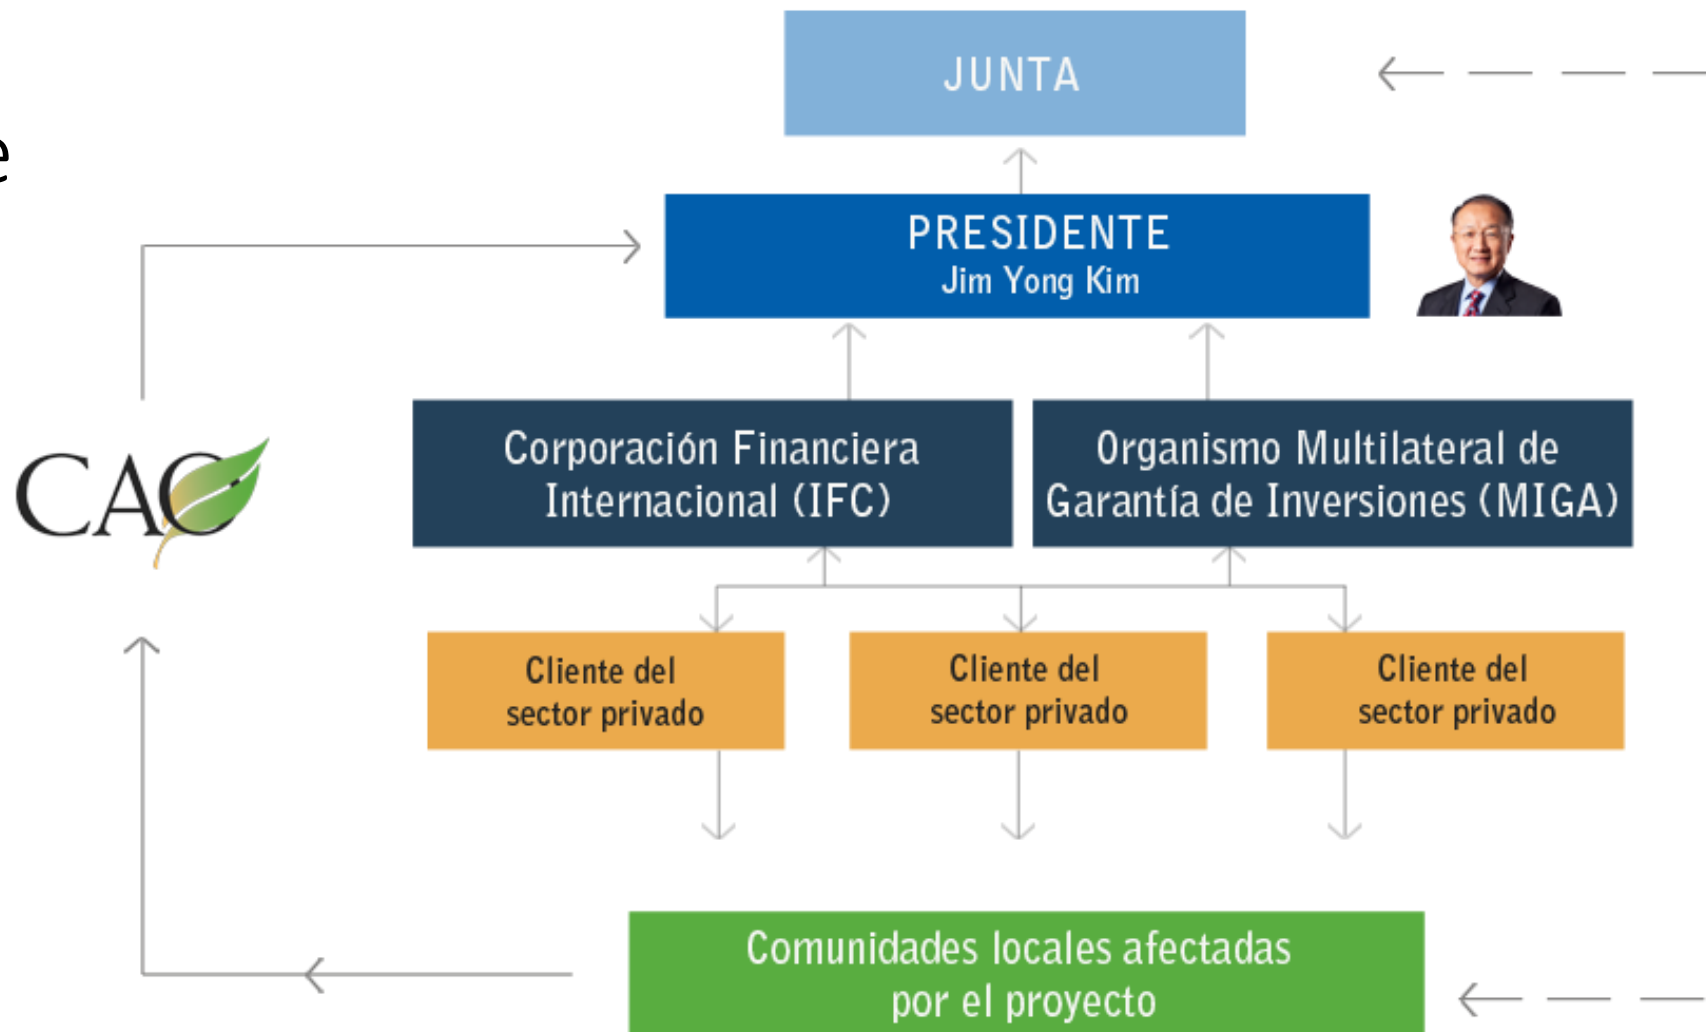 e
JUNTA
PRESIDENTE
Jim Yong Kim
CAO
Corporación Financiera
Internacional (IFC)
Organismo Multilateral de
Garantía de Inversiones (MIGA)
Cliente del
sector privado
Cliente del
sector privado
Cliente del
sector privado
Comunidades locales afectadas
por el proyecto